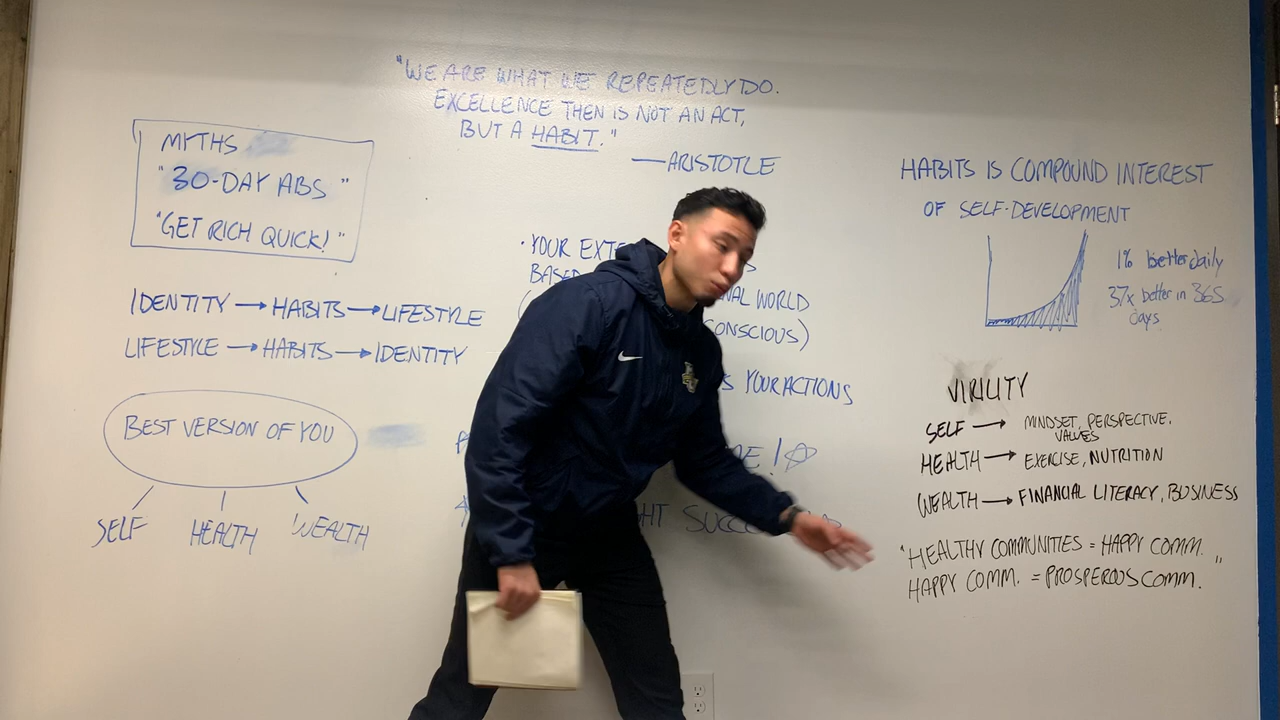 "WE ARE WHAT WE REPEATEDLY DO.
EXCELLENCE THEN IS NOT AN ACT,
BUT A HABIT."
— ARISTOTLE
MYTHS
"30-DAY ABS"
"GET RICH QUICK!"
IDENTITY → HABITS → LIFESTYLE
LIFESTYLE → HABITS → IDENTITY
BEST VERSION OF YOU
SELF HEALTH WEALTH
· YOUR
WORLD
YOUR ACTIONS
HABITS IS COMPOUND INTEREST
OF SELF-DEVELOPMENT
1% better daily
37x better in 365
days
VIRILITY
SELF → MINDSET, PERSPECTIVE,
VALUES
HEALTH → EXERCISE, NUTRITION
WEALTH → FINANCIAL LITERACY, BUSINESS
"HEALTHY COMMUNITIES = HAPPY COMM.
HAPPY COMM. = PROSPEROUS COMM."